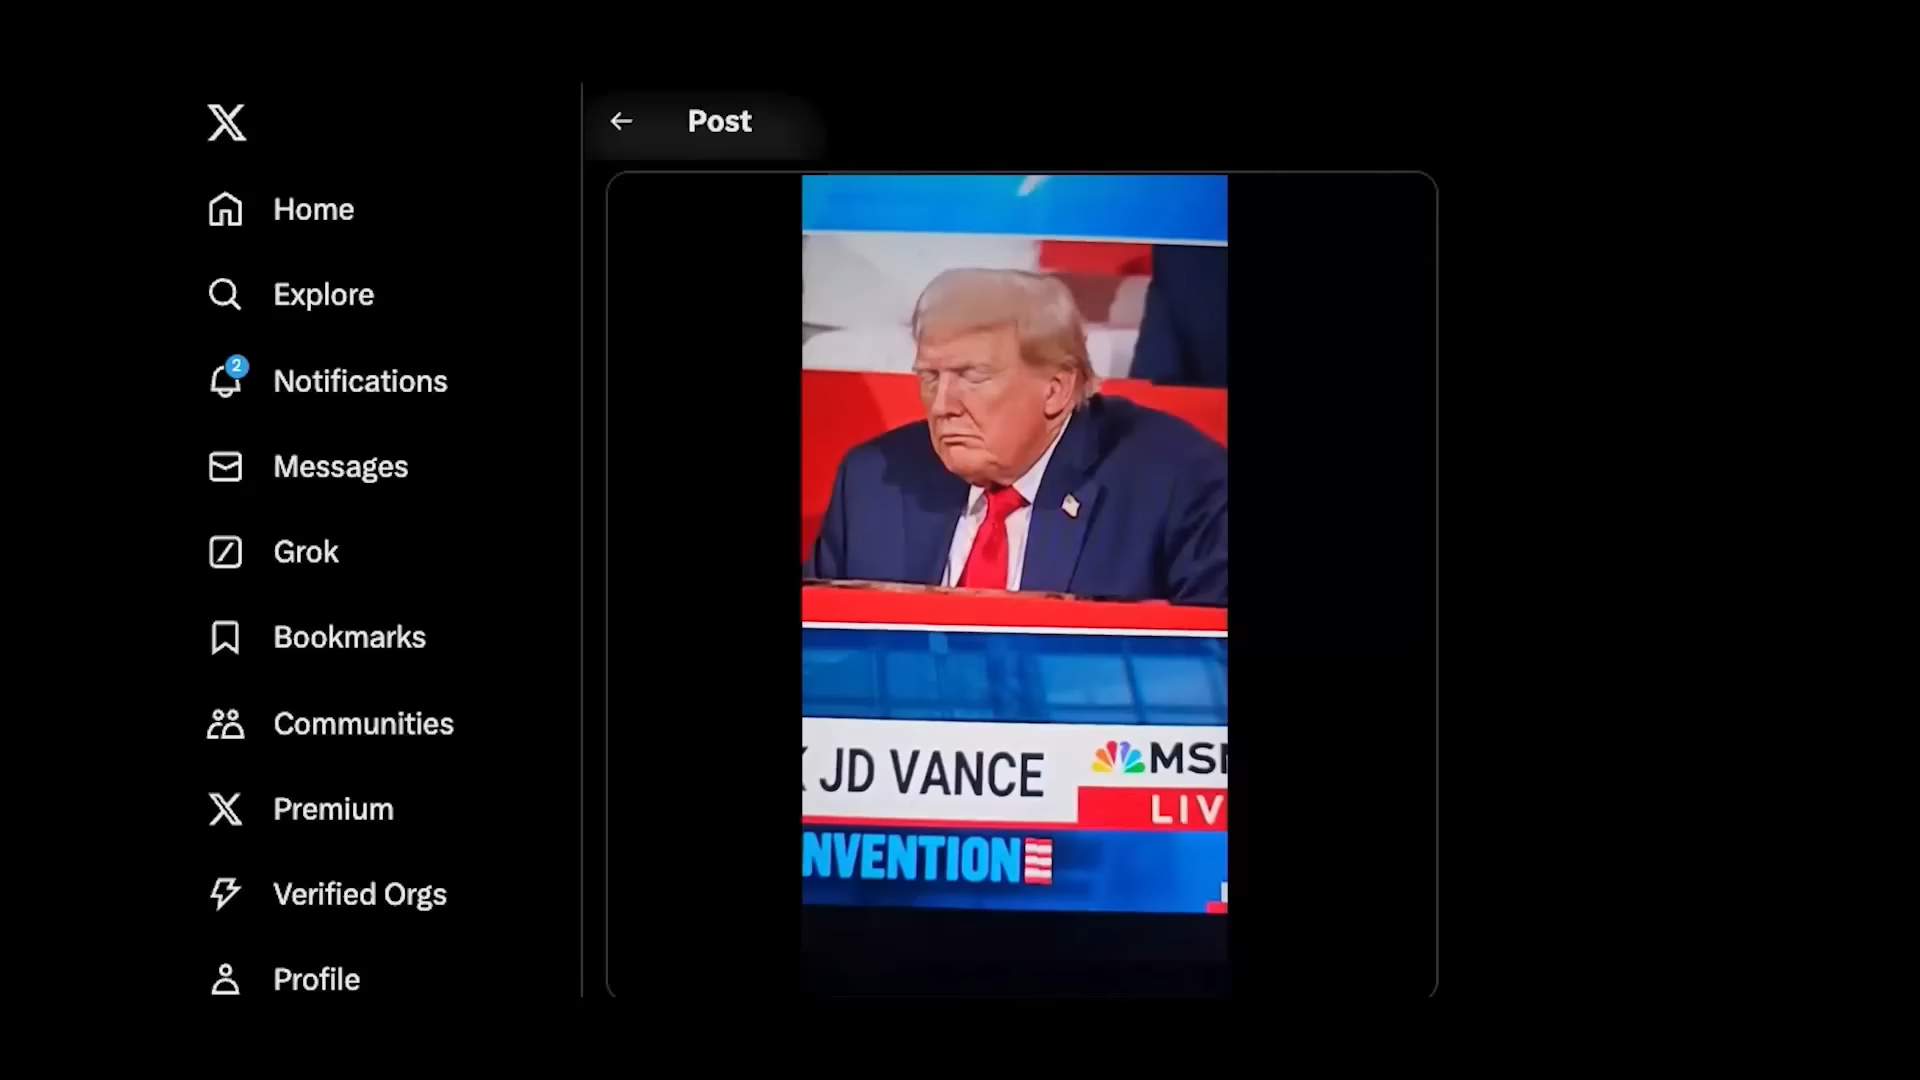 X
Post
Home
Explore
2
Notifications
Messages
Grok
Bookmarks
Communities
Premium
Verified Orgs
Profile
JD VANCE
MSN
LIV
NVENTION